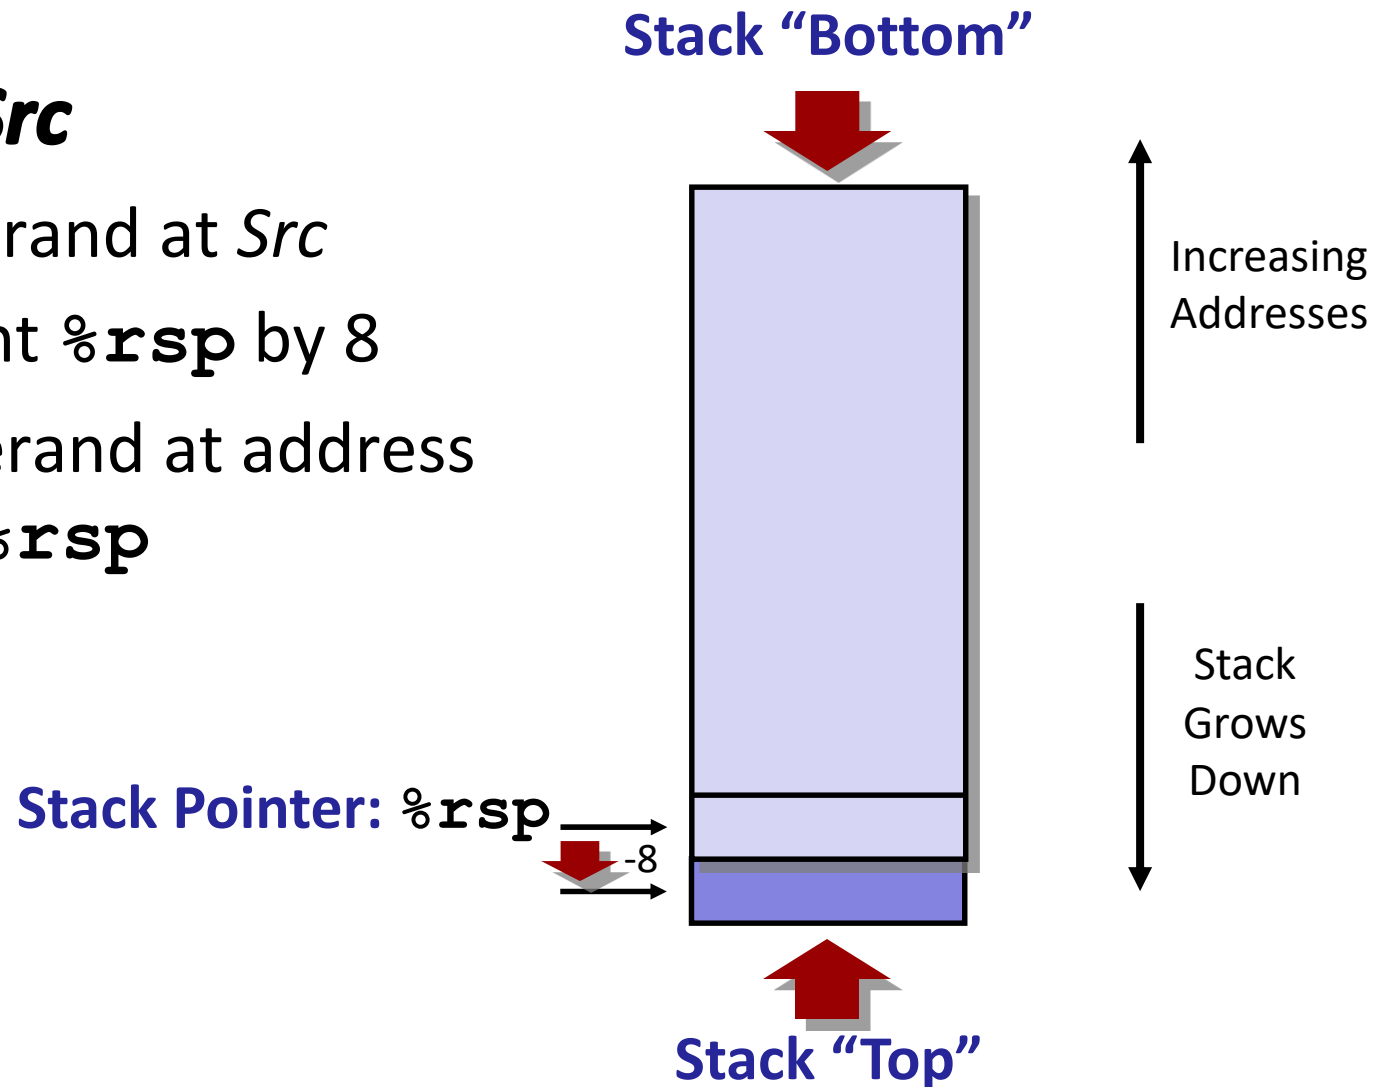 Stack “Bottom”
Src
rand at Src
nt %rsp by 8
erand at address
%rsp
Increasing
Addresses
Stack
Grows
Down
Stack Pointer: %rsp
-8
Stack “Top”